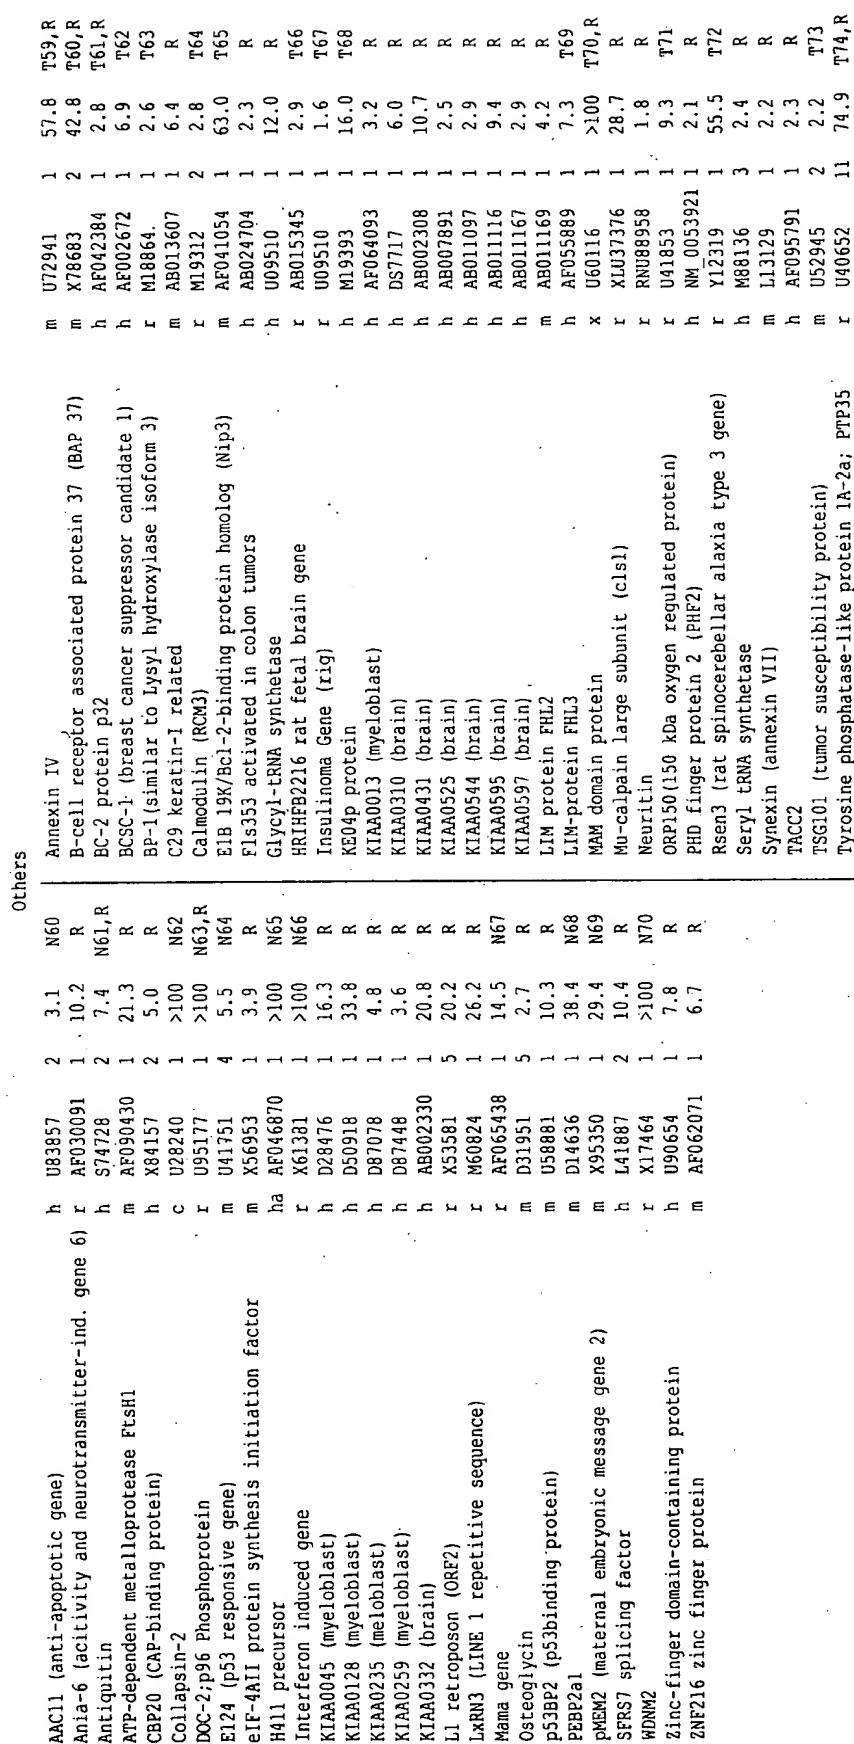 Others
AAC11 (anti-apoptotic gene) h U83857 2 3.1 N60
Ania-6 (acitivity and neurotransmitter-ind. gene 6) r AF030091 1 10.2 R
Antiquitin h S74728 2 7.4 N61,R
ATP-dependent metalloprotease FtsH1 m AF090430 1 21.3 R
CBP20 (CAP-binding protein) h X84157 2 5.0 R
Collapsin-2 c U28240 1 >100 N62
DOC-2;p96 Phosphoprotein r U95177 1 >100 N63,R
E124 (p53 responsive gene) m U41751 4 5.5 N64
eIF-4AII protein synthesis initiation factor m X56953 1 3.9 R
H411 precursor ha AF046870 1 >100 N65
Interferon induced gene r X61381 1 >100 N66
KIAA0045 (myeloblast) h D28476 1 16.3 R
KIAA0128 (myeloblast) h D50918 1 33.8 R
KIAA0235 (meloblast) h D87078 1 4.8 R
KIAA0259 (myeloblast) h D87448 1 3.6 R
KIAA0332 (brain) h AB002330 1 20.8 R
L1 retroposon (ORF2) r X53581 5 20.2 R
LxRN3 (LINE 1 repetitive sequence) r M60824 1 26.2 R
Mama gene r AF065438 1 14.5 N67
Osteoglycin m D31951 5 2.7 R
p53BP2 (p53binding protein) m U58881 1 10.3 R
PEBP2a1 m D14636 1 38.4 N68
pMEM2 (maternal embryonic message gene 2) m X95350 1 29.4 N69
SFRS7 splicing factor h L41887 2 10.4 R
WDNM2 r X17464 1 >100 N70
Zinc-finger domain-containing protein h U90654 1 7.8 R
ZNF216 zinc finger protein m AF062071 1 6.7 R
Annexin IV m U72941 1 57.8 T59,R
B-cell receptor associated protein 37 (BAP 37) m X78683 2 42.8 T60,R
BC-2 protein p32 h AF042384 1 2.8 T61,R
BCSC-1 (breast cancer suppressor candidate 1) h AF002672 1 6.9 T62
BP-1(similar to Lysyl hydroxylase isoform 3) r M18864. 1 2.6 T63
C29 keratin-I related m AB013607 1 6.4 R
Calmodulin (RCM3) r M19312 2 2.8 T64
E1B 19K/Bcl-2-binding protein homolog (Nip3) m AF041054 1 63.0 T65
Fls353 activated in colon tumors h AB024704 1 2.3 R
Glycyl-tRNA synthetase h U09510 1 12.0 R
HRIHFB2216 rat fetal brain gene r AB015345 1 2.9 T66
Insulinoma Gene (rig) r U09510 1 1.6 T67
KE04p protein h M19393 1 16.0 T68
KIAA0013 (myeloblast) h AF064093 1 3.2 R
KIAA0310 (brain) h DS7717 1 6.0 R
KIAA0431 (brain) h AB002308 1 10.7 R
KIAA0525 (brain) h AB007891 1 2.5 R
KIAA0544 (brain) h AB011097 1 2.9 R
KIAA0595 (brain) h AB011116 1 9.4 R
KIAA0597 (brain) h AB011167 1 2.9 R
LIM protein FHL2 m AB011169 1 4.2 R
LIM-protein FHL3 h AF055889 1 7.3 T69
MAM domain protein x U60116 1 >100 T70,R
Mu-calpain large subunit (cls1) r XLU37376 1 28.7 R
Neuritin r RNU88958 1 1.8 R
ORP150(150 kDa oxygen regulated protein) r U41853 1 9.3 T71
PHD finger protein 2 (PHF2) h NM_0053921 1 2.1 R
Rsen3 (rat spinocerebellar alaxia type 3 gene) r Y12319 1 55.5 T72
Seryl tRNA synthetase h M88136 3 2.4 R
Synexin (annexin VII) m L13129 1 2.2 R
TACC2 h AF095791 1 2.3 R
TSG101 (tumor susceptibility protein) m U52945 2 2.2 T73
Tyrosine phosphatase-like protein 1A-2a; PTP35 r U40652 11 74.9 T74,R